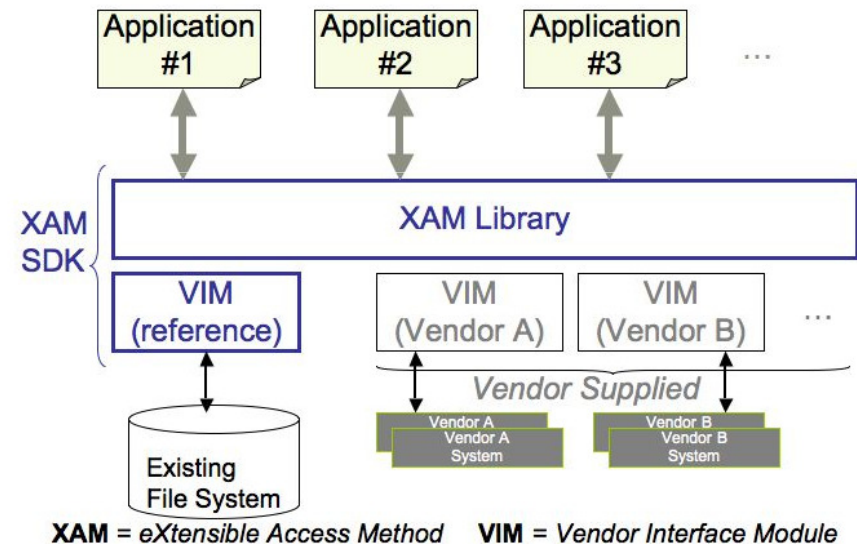 Application
#1
Application
#2
Application
#3
...
XAM
SDK
XAM Library
VIM
(reference)
VIM
(Vendor A)
VIM
(Vendor B)
...
Vendor Supplied
Existing
File System
Vendor A
Vendor A
System
Vendor B
Vendor B
System
XAM = eXtensible Access Method VIM = Vendor Interface Module